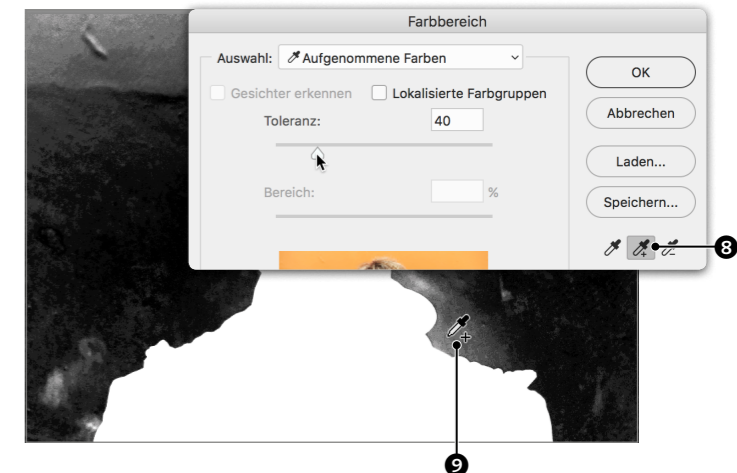 Farbbereich
Auswahl: Aufgenommene Farben
OK
Gesichter erkennen Lokalisierte Farbgruppen
Toleranz: 40
Abbrechen
Laden...
Bereich: %
Speichern...
8
9